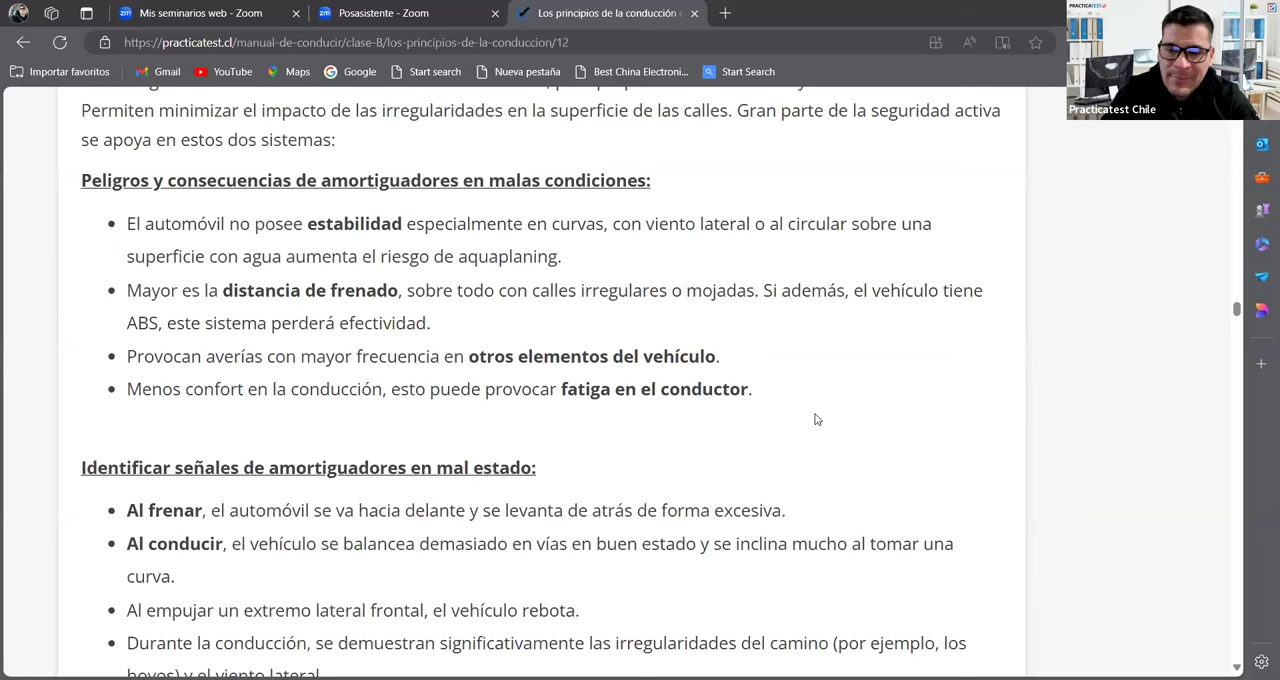 Mis seminarios web - Zoom
Posasistente - Zoom
Los principios de la conducción
https://practicatest.cl/manual-de-conducir/clase-B/los-principios-de-la-conduccion/12
Importar favoritos
Gmail
YouTube
Maps
Google
Start search
Nueva pestaña
Best China Electroni...
Start Search
PRACTICATEST.cl
Practicatest Chile
Permiten minimizar el impacto de las irregularidades en la superficie de las calles. Gran parte de la seguridad activa
se apoya en estos dos sistemas:
Peligros y consecuencias de amortiguadores en malas condiciones:
• El automóvil no posee estabilidad especialmente en curvas, con viento lateral o al circular sobre una
superficie con agua aumenta el riesgo de aquaplaning.
• Mayor es la distancia de frenado, sobre todo con calles irregulares o mojadas. Si además, el vehículo tiene
ABS, este sistema perderá efectividad.
• Provocan averías con mayor frecuencia en otros elementos del vehículo.
• Menos confort en la conducción, esto puede provocar fatiga en el conductor.
Identificar señales de amortiguadores en mal estado:
• Al frenar, el automóvil se va hacia delante y se levanta de atrás de forma excesiva.
• Al conducir, el vehículo se balancea demasiado en vías en buen estado y se inclina mucho al tomar una
curva.
• Al empujar un extremo lateral frontal, el vehículo rebota.
• Durante la conducción, se demuestran significativamente las irregularidades del camino (por ejemplo, los
hoyos) y el viento lateral.